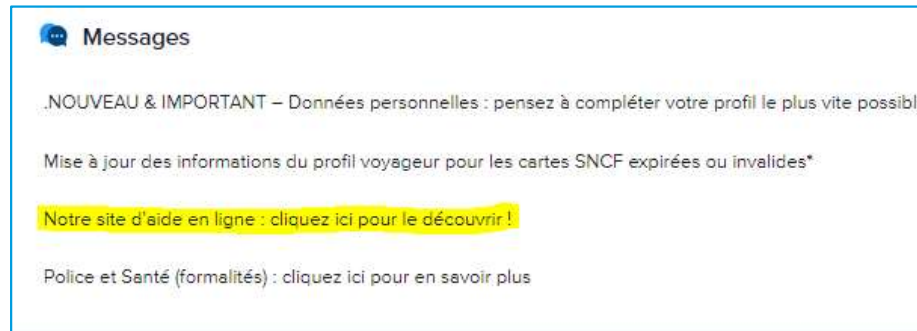 Messages
.NOUVEAU & IMPORTANT – Données personnelles : pensez à compléter votre profil le plus vite possibl
Mise à jour des informations du profil voyageur pour les cartes SNCF expirées ou invalides*
Notre site d'aide en ligne : cliquez ici pour le découvrir !
Police et Santé (formalités) : cliquez ici pour en savoir plus